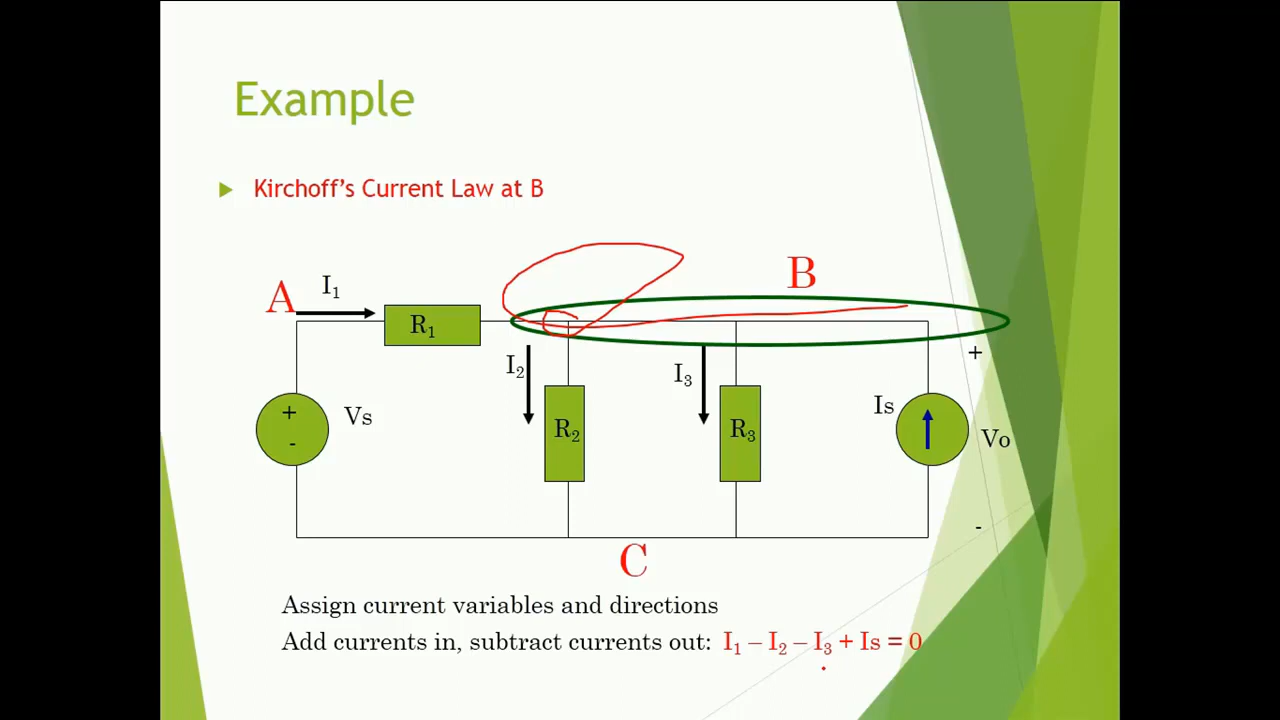 Example
Kirchoff's Current Law at B
B
A
I₁
R₁
I₂
I₃
+
Is
+
Vs
-
R₂
R₃
Vo
-
C
Assign current variables and directions
Add currents in, subtract currents out: I₁ – I₂ – I₃ + Is = 0